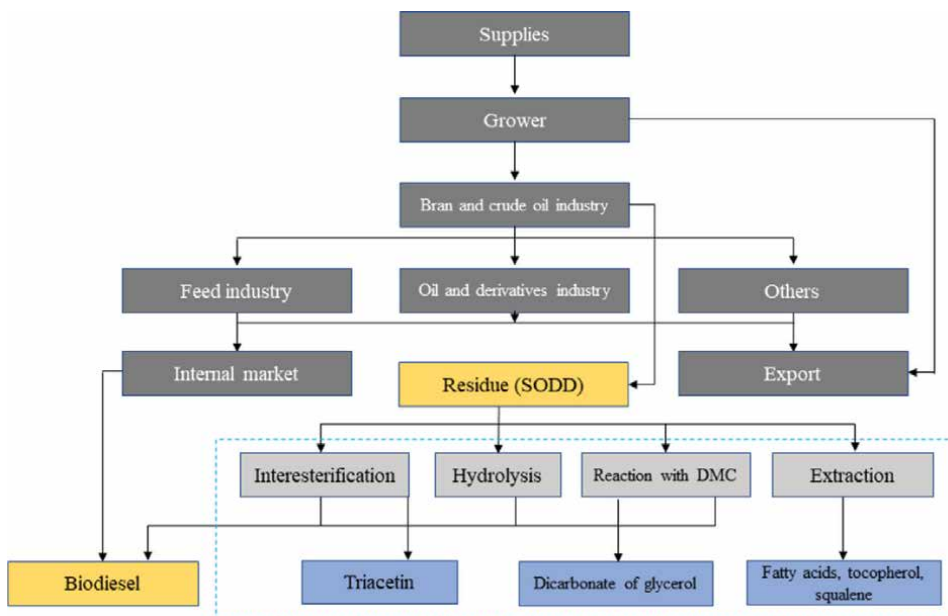 Supplies
Grower
Bran and crude oil industry
Feed industry
Oil and derivatives industry
Others
Internal market
Residue (SODD)
Export
Interesterification
Hydrolysis
Reaction with DMC
Extraction
Biodiesel
Triacetin
Dicarbonate of glycerol
Fatty acids, tocopherol,
squalene